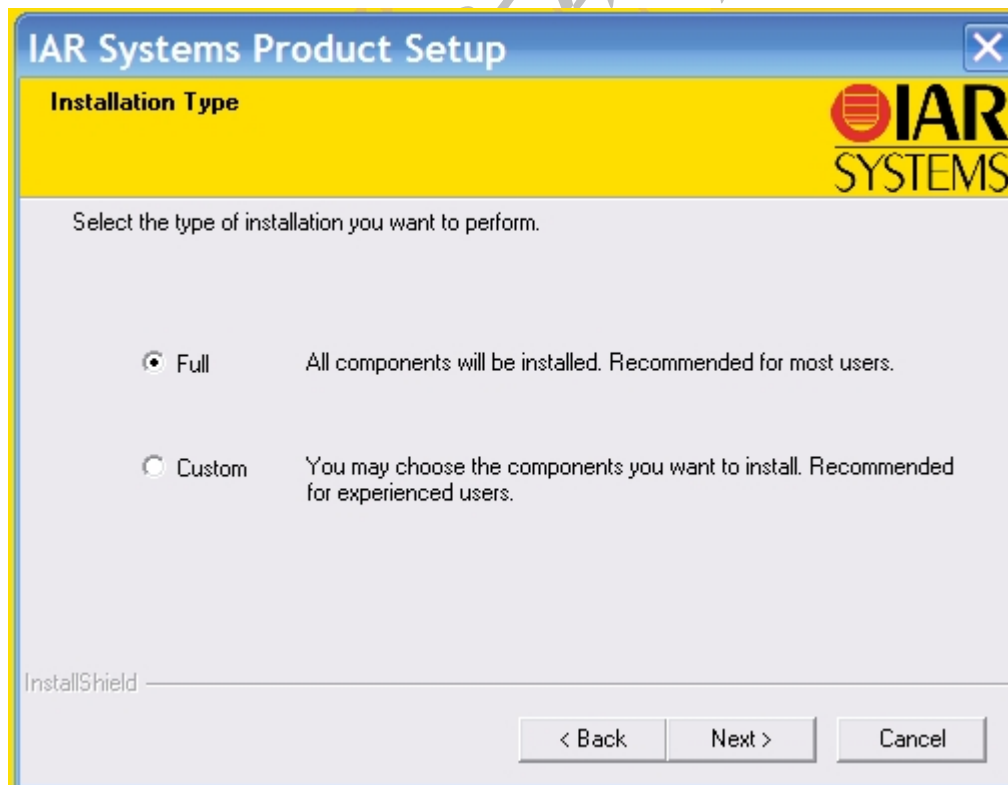 IAR Systems Product Setup
Installation Type
IAR
SYSTEMS
Select the type of installation you want to perform.
Full
All components will be installed. Recommended for most users.
Custom
You may choose the components you want to install. Recommended
for experienced users.
InstallShield
< Back
Next >
Cancel